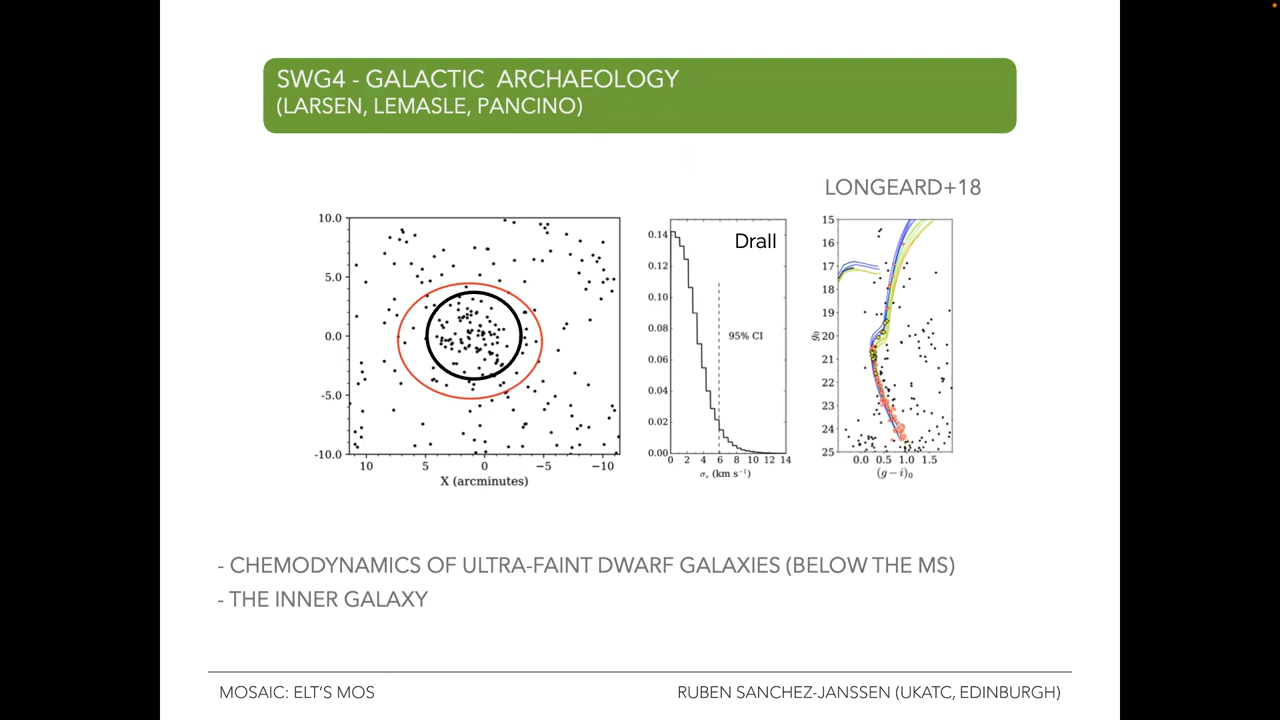 SWG4 - GALACTIC ARCHAEOLOGY
(LARSEN, LEMASLE, PANCINO)
LONGEARD+18
10.0
5.0
0.0
-5.0
-10.0
10
5
0
−5
−10
X (arcminutes)
0.14
0.12
0.10
0.08
0.06
0.04
0.02
0.00
DraII
95% CI
0 2 4 6 8 10 12 14
σv (km s−1)
15
16
17
18
19
20
21
22
23
24
25
g0
0.0 0.5 1.0 1.5
(g−i)0
- CHEMODYNAMICS OF ULTRA-FAINT DWARF GALAXIES (BELOW THE MS)
- THE INNER GALAXY
MOSAIC: ELT'S MOS
RUBEN SANCHEZ-JANSSEN (UKATC, EDINBURGH)